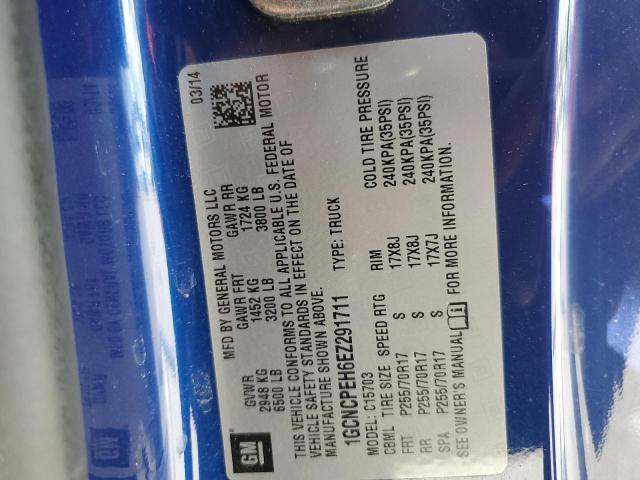 GM
03/14
MFD BY GENERAL MOTORS LLC
GVWR GAWR FRT GAWR RR
2948 KG 1452 KG 1724 KG
6500 LB 3200 LB 3800 LB
THIS VEHICLE CONFORMS TO ALL APPLICABLE U.S. FEDERAL MOTOR
VEHICLE SAFETY STANDARDS IN EFFECT ON THE DATE OF
MANUFACTURE SHOWN ABOVE.
1GCNCPEH6EZ291711 TYPE: TRUCK
MODEL: C15703
CBML TIRE SIZE SPEED RTG RIM COLD TIRE PRESSURE
FRT P255/70R17 S 17X8J 240KPA(35PSI)
RR P255/70R17 S 17X8J 240KPA(35PSI)
SPA P255/70R17 S 17X7J 240KPA(35PSI)
SEE OWNER'S MANUAL FOR MORE INFORMATION.